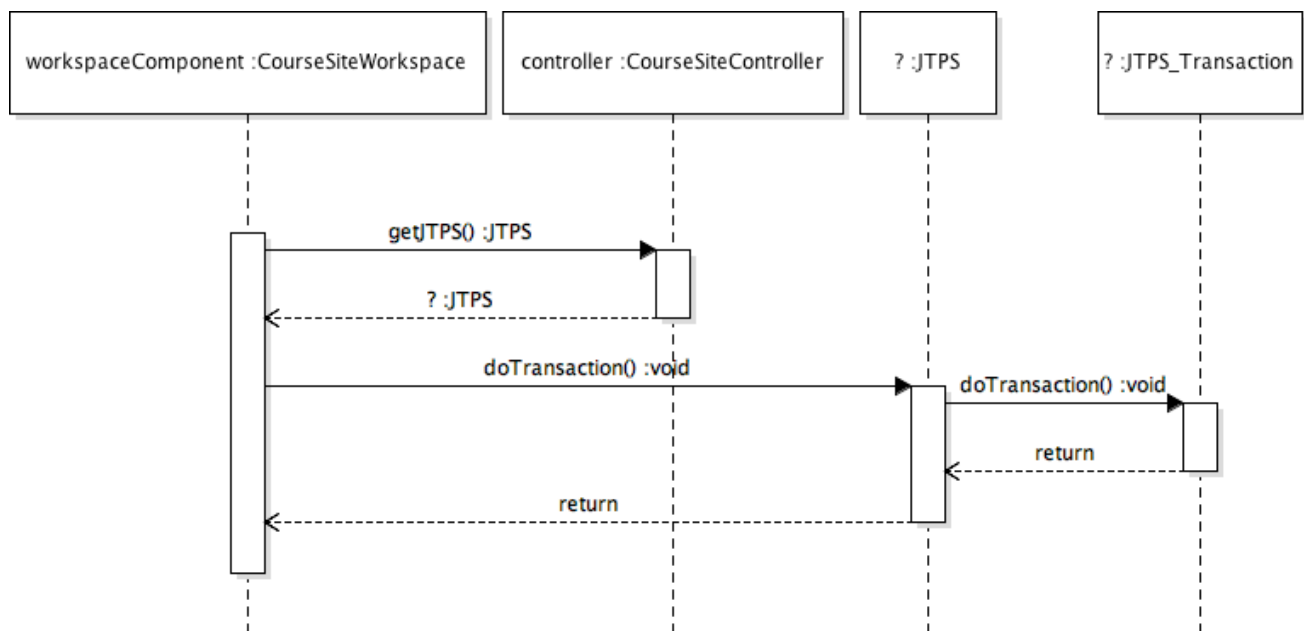 workspaceComponent :CourseSiteWorkspace
controller :CourseSiteController
? :JTPS
? :JTPS_Transaction
getJTPS() :JTPS
? :JTPS
doTransaction() :void
doTransaction() :void
return
return